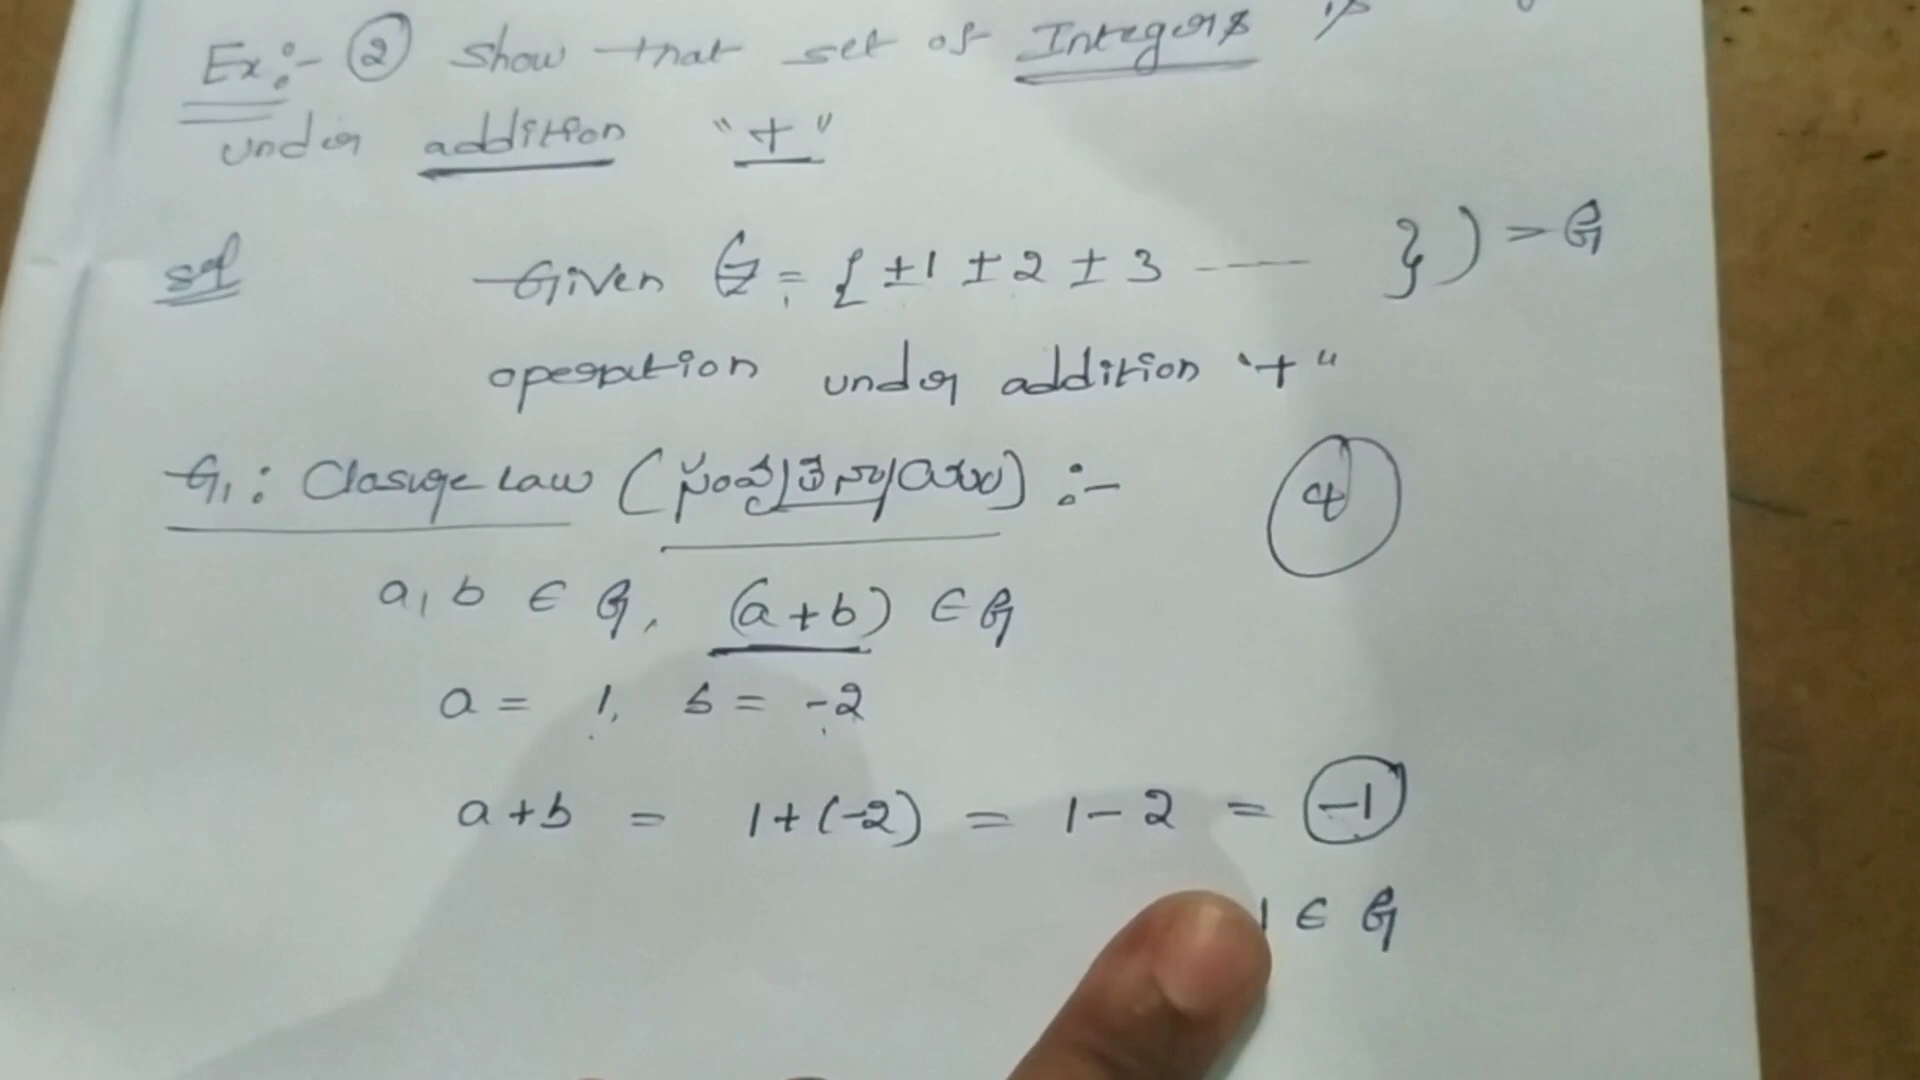 Ex:- ② show that set of Integers is
under addition "+"
sol Given G = { ±1 ±2 ±3 ---- } ) = G
operation under addition "+"
G₁: Closure Law (సంవృత న్యాయం) :-
+
a, b ∈ G, (a+b) ∈ G
a = 1, b = -2
a+b = 1+(-2) = 1-2 = -1
1 ∈ G